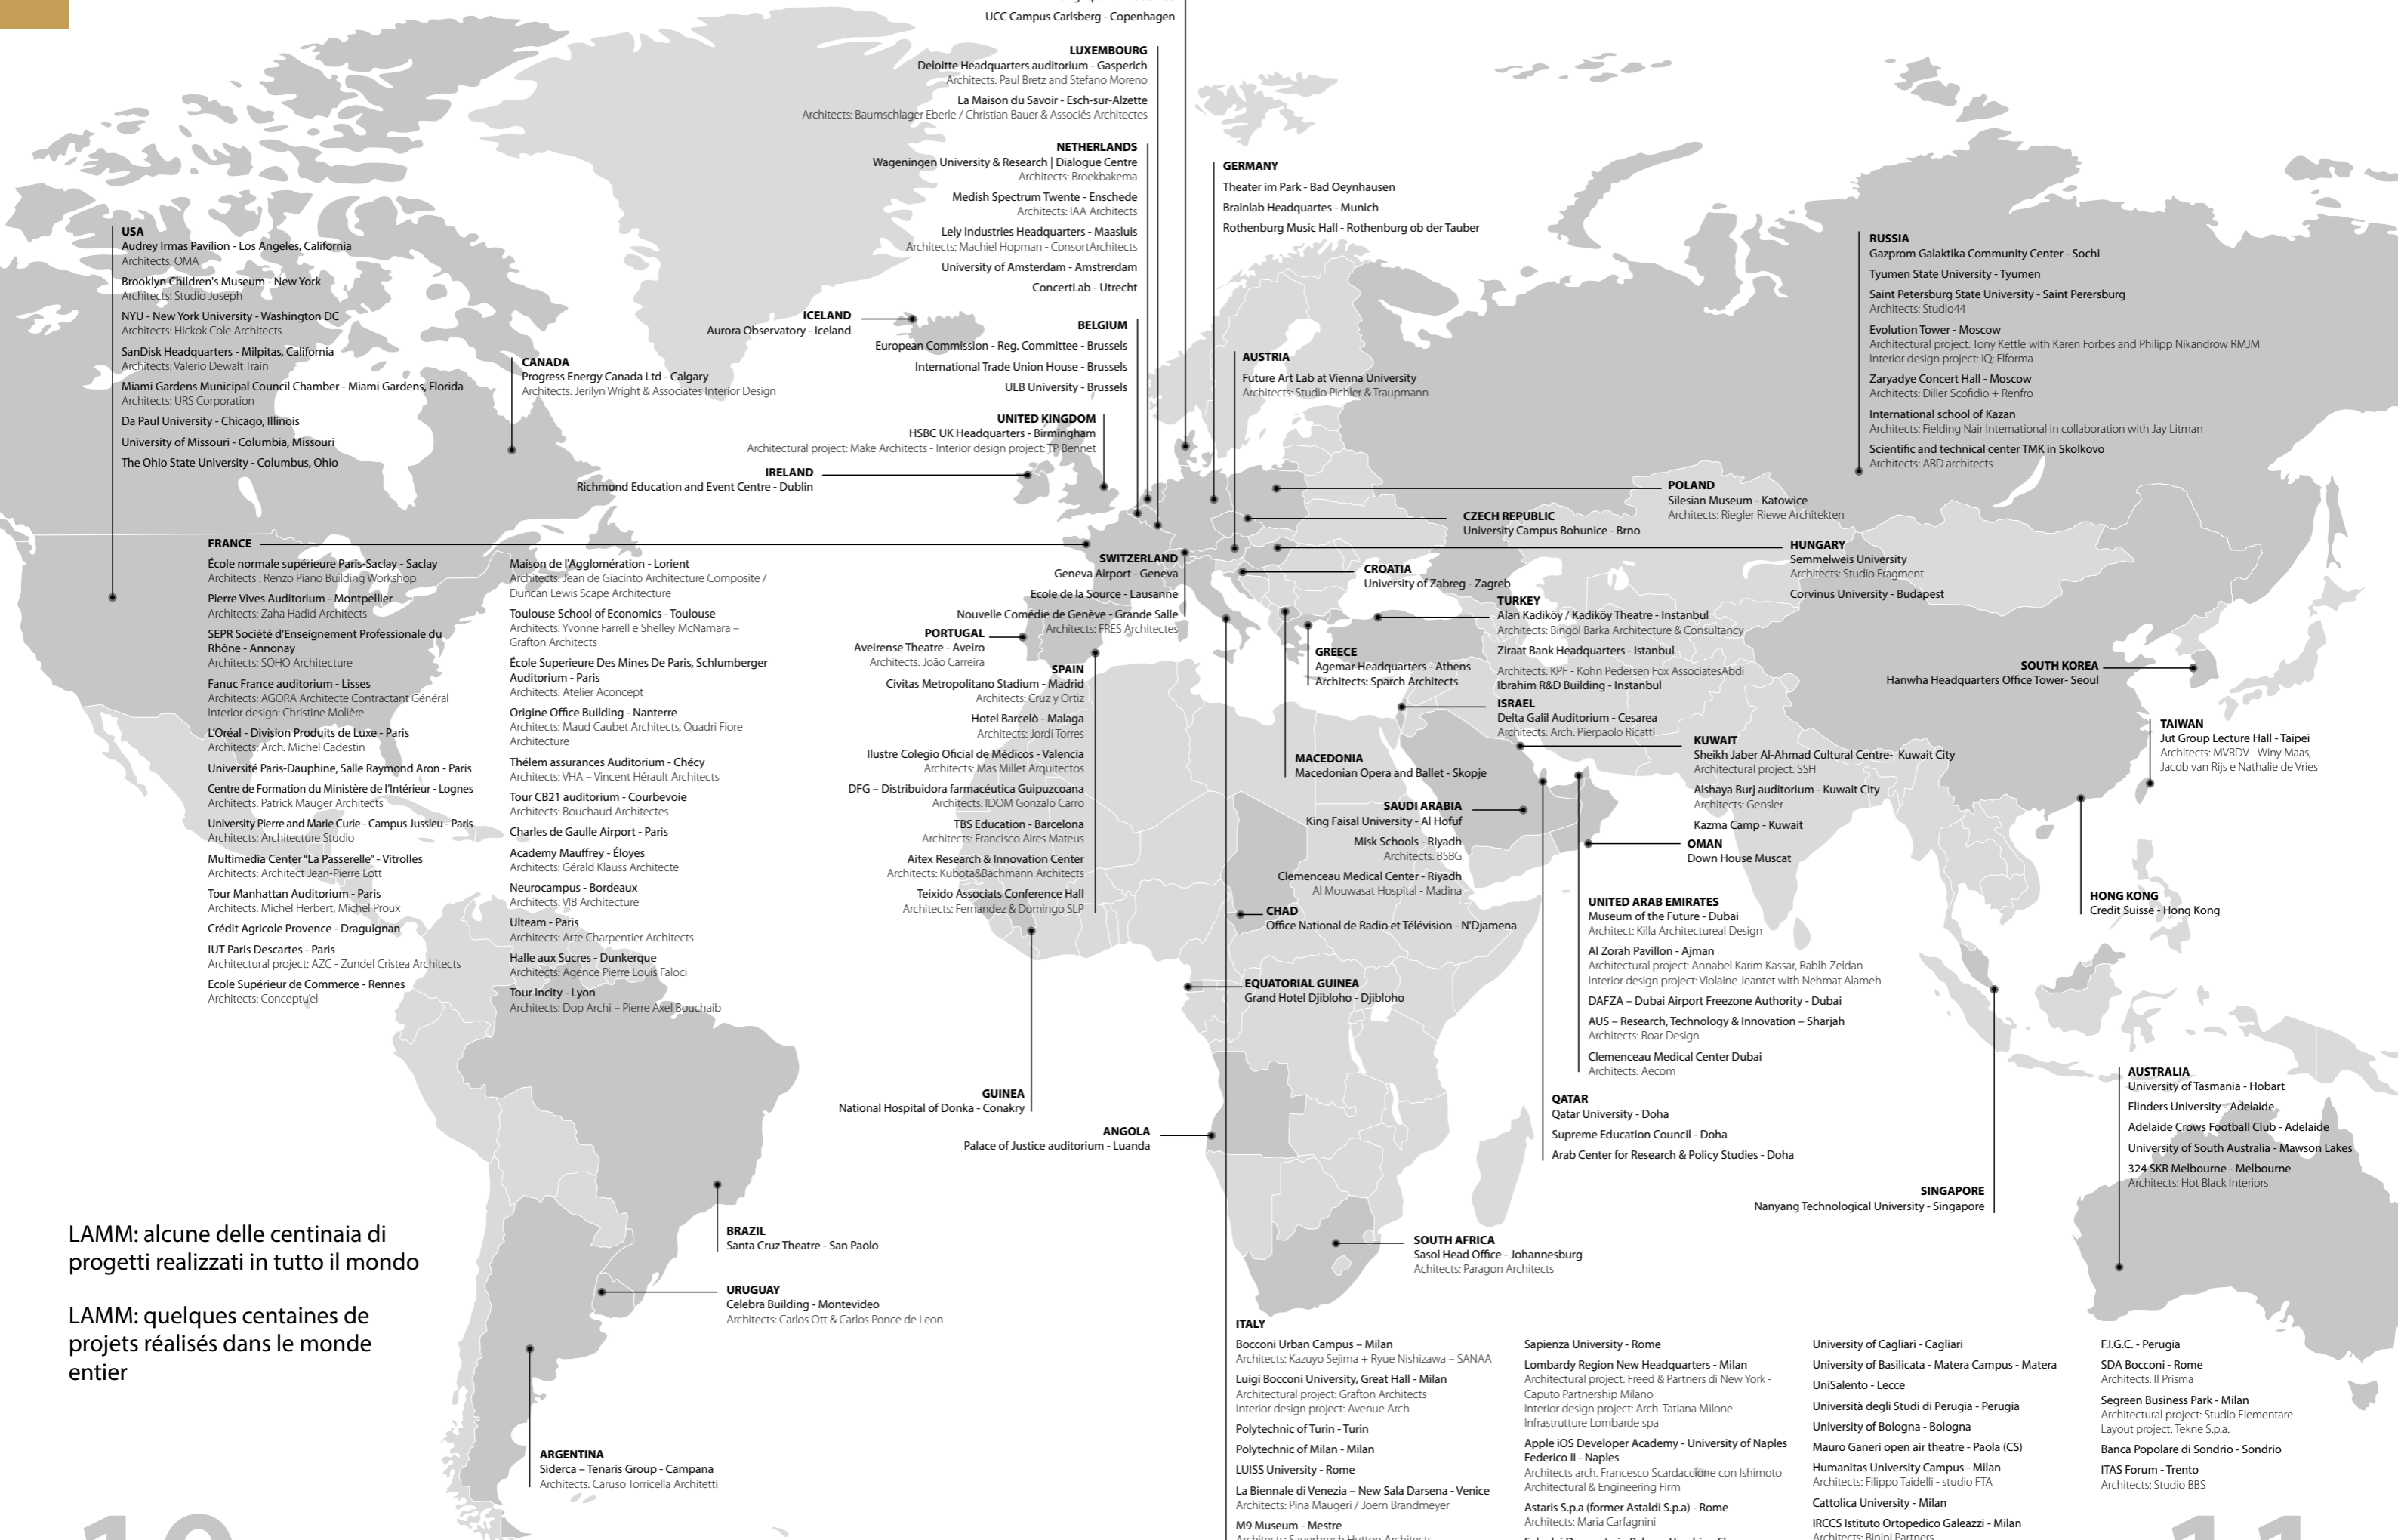 UCC Campus Carlsberg - Copenhagen
LUXEMBOURG
Deloitte Headquarters auditorium - Gasperich
Architects: Paul Bretz and Stefano Moreno
La Maison du Savoir - Esch-sur-Alzette
Architects: Baumschlager Eberle / Christian Bauer & Associés Architectes
NETHERLANDS
Wageningen University & Research | Dialogue Centre
Architects: Broekbakema
Medish Spectrum Twente - Enschede
Architects: IAA Architects
Lely Industries Headquarters - Maasluis
Architects: Machiel Hopman - ConsortArchitects
University of Amsterdam - Amstrerdam
ConcertLab - Utrecht
GERMANY
Theater im Park - Bad Oeynhausen
Brainlab Headquartes - Munich
Rothenburg Music Hall - Rothenburg ob der Tauber
USA
Audrey Irmas Pavilion - Los Angeles, California
Architects: OMA
Brooklyn Children's Museum - New York
Architects: Studio Joseph
NYU - New York University - Washington DC
Architects: Hickok Cole Architects
SanDisk Headquarters - Milpitas, California
Architects: Valerio Dewalt Train
Miami Gardens Municipal Council Chamber - Miami Gardens, Florida
Architects: URS Corporation
Da Paul University - Chicago, Illinois
University of Missouri - Columbia, Missouri
The Ohio State University - Columbus, Ohio
CANADA
Progress Energy Canada Ltd - Calgary
Architects: Jerilyn Wright & Associates Interior Design
ICELAND
Aurora Observatory - Iceland
BELGIUM
European Commission - Reg. Committee - Brussels
International Trade Union House - Brussels
ULB University - Brussels
UNITED KINGDOM
HSBC UK Headquarters - Birmingham
Architectural project: Make Architects - Interior design project: TP Bennet
IRELAND
Richmond Education and Event Centre - Dublin
AUSTRIA
Future Art Lab at Vienna University
Architects: Studio Pichler & Traupmann
RUSSIA
Gazprom Galaktika Community Center - Sochi
Tyumen State University - Tyumen
Saint Petersburg State University - Saint Perersburg
Architects: Studio44
Evolution Tower - Moscow
Architectural project: Tony Kettle with Karen Forbes and Philipp Nikandrow RMJM
Interior design project: IQ; Elforma
Zaryadye Concert Hall - Moscow
Architects: Diller Scofidio + Renfro
International school of Kazan
Architects: Fielding Nair International in collaboration with Jay Litman
Scientific and technical center TMK in Skolkovo
Architects: ABD architects
POLAND
Silesian Museum - Katowice
Architects: Riegler Riewe Architekten
CZECH REPUBLIC
University Campus Bohunice - Brno
HUNGARY
Semmelweis University
Architects: Studio Fragment
Corvinus University - Budapest
CROATIA
University of Zabreg - Zagreb
FRANCE
École normale supérieure Paris-Saclay - Saclay
Architects : Renzo Piano Building Workshop
Pierre Vives Auditorium - Montpellier
Architects: Zaha Hadid Architects
SEPR Société d'Enseignement Professionale du
Rhône - Annonay
Architects: SOHO Architecture
Fanuc France auditorium - Lisses
Architects: AGORA Architecte Contractant Général
Interior design: Christine Molière
L'Oréal - Division Produits de Luxe - Paris
Architects: Arch. Michel Cadestin
Université Paris-Dauphine, Salle Raymond Aron - Paris
Centre de Formation du Ministère de l'Intérieur - Lognes
Architects: Patrick Mauger Architects
University Pierre and Marie Curie - Campus Jussieu - Paris
Architects: Architecture Studio
Multimedia Center "La Passerelle" - Vitrolles
Architects: Architect Jean-Pierre Lott
Tour Manhattan Auditorium - Paris
Architects: Michel Herbert, Michel Proux
Crédit Agricole Provence - Draguignan
IUT Paris Descartes - Paris
Architectural project: AZC - Zundel Cristea Architects
Ecole Supérieur de Commerce - Rennes
Architects: Conceptu'el
Maison de l'Agglomération - Lorient
Architects: Jean de Giacinto Architecture Composite /
Duncan Lewis Scape Architecture
Toulouse School of Economics - Toulouse
Architects: Yvonne Farrell e Shelley McNamara –
Grafton Architects
École Superieure Des Mines De Paris, Schlumberger
Auditorium - Paris
Architects: Atelier Aconcept
Origine Office Building - Nanterre
Architects: Maud Caubet Architects, Quadri Fiore
Architecture
Thélem assurances Auditorium - Chécy
Architects: VHA – Vincent Hérault Architects
Tour CB21 auditorium - Courbevoie
Architects: Bouchaud Architectes
Charles de Gaulle Airport - Paris
Academy Mauffrey - Éloyes
Architects: Gérald Klauss Architecte
Neurocampus - Bordeaux
Architects: VIB Architecture
Ulteam - Paris
Architects: Arte Charpentier Architects
Halle aux Sucres - Dunkerque
Architects: Agence Pierre Louis Faloci
Tour Incity - Lyon
Architects: Dop Archi – Pierre Axel Bouchaib
SWITZERLAND
Geneva Airport - Geneva
Ecole de la Source - Lausanne
Nouvelle Comédie de Genève - Grande Salle
Architects: FRES Architectes
PORTUGAL
Aveirense Theatre - Aveiro
Architects: João Carreira
SPAIN
Civitas Metropolitano Stadium - Madrid
Architects: Cruz y Ortiz
Hotel Barcelò - Malaga
Architects: Jordi Torres
Ilustre Colegio Oficial de Médicos - Valencia
Architects: Mas Millet Arquitectos
DFG – Distribuidora farmacéutica Guipuzcoana
Architects: IDOM Gonzalo Carro
TBS Education - Barcelona
Architects: Francisco Aires Mateus
Aitex Research & Innovation Center
Architects: Kubota&Bachmann Architects
Teixido Associats Conference Hall
Architects: Fernandez & Domingo SLP
TURKEY
Alan Kadiköy / Kadiköy Theatre - Instanbul
Architects: Bingöl Barka Architecture & Consultancy
Ziraat Bank Headquarters - Istanbul
Architects: KPF - Kohn Pedersen Fox AssociatesAbdi
Ibrahim R&D Building - Instanbul
GREECE
Agemar Headquarters - Athens
Architects: Sparch Architects
ISRAEL
Delta Galil Auditorium - Cesarea
Architects: Arch. Pierpaolo Ricatti
MACEDONIA
Macedonian Opera and Ballet - Skopje
KUWAIT
Sheikh Jaber Al-Ahmad Cultural Centre- Kuwait City
Architectural project: SSH
Alshaya Burj auditorium - Kuwait City
Architects: Gensler
Kazma Camp - Kuwait
SAUDI ARABIA
King Faisal University - Al Hofuf
Misk Schools - Riyadh
Architects: BSBG
Clemenceau Medical Center - Riyadh
Al Mouwasat Hospital - Madina
OMAN
Down House Muscat
SOUTH KOREA
Hanwha Headquarters Office Tower- Seoul
TAIWAN
Jut Group Lecture Hall - Taipei
Architects: MVRDV - Winy Maas,
Jacob van Rijs e Nathalie de Vries
HONG KONG
Credit Suisse - Hong Kong
CHAD
Office National de Radio et Télévision - N'Djamena
EQUATORIAL GUINEA
Grand Hotel Djibloho - Djibloho
UNITED ARAB EMIRATES
Museum of the Future - Dubai
Architect: Killa Architectureal Design
Al Zorah Pavillon - Ajman
Architectural project: Annabel Karim Kassar, Rablh Zeldan
Interior design project: Violaine Jeantet with Nehmat Alameh
DAFZA – Dubai Airport Freezone Authority - Dubai
AUS – Research, Technology & Innovation – Sharjah
Architects: Roar Design
Clemenceau Medical Center Dubai
Architects: Aecom
QATAR
Qatar University - Doha
Supreme Education Council - Doha
Arab Center for Research & Policy Studies - Doha
GUINEA
National Hospital of Donka - Conakry
ANGOLA
Palace of Justice auditorium - Luanda
SINGAPORE
Nanyang Technological University - Singapore
AUSTRALIA
University of Tasmania - Hobart
Flinders University - Adelaide
Adelaide Crows Football Club - Adelaide
University of South Australia - Mawson Lakes
324 SKR Melbourne - Melbourne
Architects: Hot Black Interiors
BRAZIL
Santa Cruz Theatre - San Paolo
URUGUAY
Celebra Building - Montevideo
Architects: Carlos Ott & Carlos Ponce de Leon
ARGENTINA
Siderca – Tenaris Group - Campana
Architects: Caruso Torricella Architetti
SOUTH AFRICA
Sasol Head Office - Johannesburg
Achitects: Paragon Architects
LAMM: alcune delle centinaia di
progetti realizzati in tutto il mondo
LAMM: quelques centaines de
projets réalisés dans le monde
entier
ITALY
Bocconi Urban Campus – Milan
Architects: Kazuyo Sejima + Ryue Nishizawa – SANAA
Luigi Bocconi University, Great Hall - Milan
Architectural project: Grafton Architects
Interior design project: Avenue Arch
Polytechnic of Turin - Turin
Polytechnic of Milan - Milan
LUISS University - Rome
La Biennale di Venezia – New Sala Darsena - Venice
Architects: Pina Maugeri / Joern Brandmeyer
M9 Museum - Mestre
Architects: Sauerbruch Hutton Architects
Sapienza University - Rome
Lombardy Region New Headquarters - Milan
Architectural project: Freed & Partners di New York -
Caputo Partnership Milano
Interior design project: Arch. Tatiana Milone -
Infrastrutture Lombarde spa
Apple iOS Developer Academy - University of Naples
Federico II - Naples
Architects arch. Francesco Scardaccione con Ishimoto
Architectural & Engineering Firm
Astaris S.p.a (former Astaldi S.p.a) - Rome
Architects: Maria Carfagnini
University of Cagliari - Cagliari
University of Basilicata - Matera Campus - Matera
UniSalento - Lecce
Università degli Studi di Perugia - Perugia
University of Bologna - Bologna
Mauro Ganeri open air theatre - Paola (CS)
Humanitas University Campus - Milan
Architects: Filippo Taidelli - studio FTA
Cattolica University - Milan
IRCCS Istituto Ortopedico Galeazzi - Milan
Architects: Binini Partners
F.I.G.C. - Perugia
SDA Bocconi - Rome
Architects: Il Prisma
Segreen Business Park - Milan
Architectural project: Studio Elementare
Layout project: Tekne S.p.a.
Banca Popolare di Sondrio - Sondrio
ITAS Forum - Trento
Architects: Studio BBS
10
11